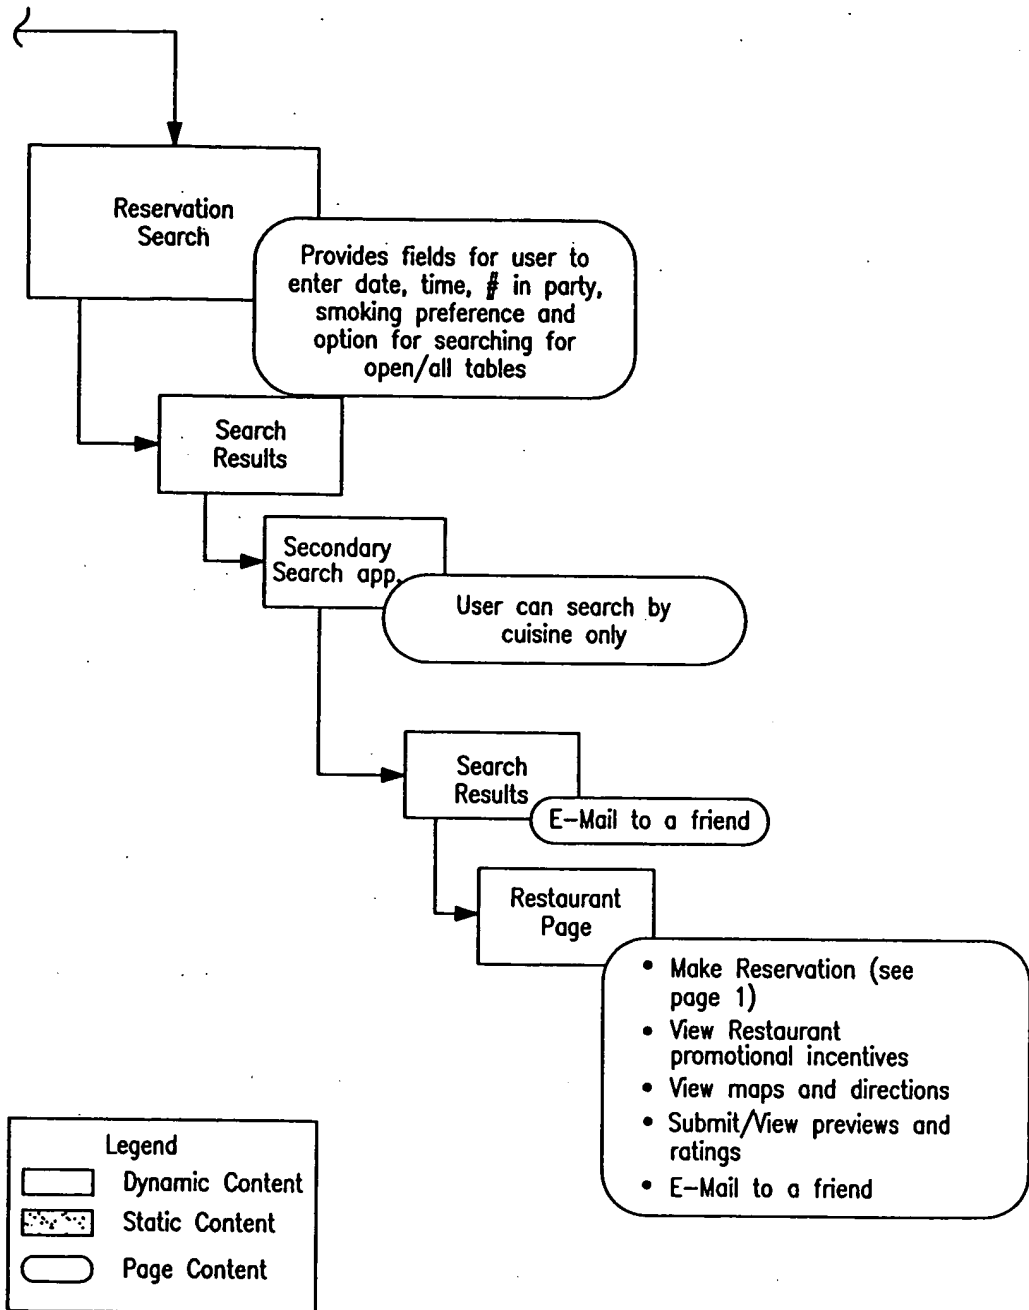 Reservation
Search
Provides fields for user to
enter date, time, # in party,
smoking preference and
option for searching for
open/all tables
Search
Results
Secondary
Search app.
User can search by
cuisine only
Search
Results
E-Mail to a friend
Restaurant
Page
• Make Reservation (see
page 1)
• View Restaurant
promotional incentives
• View maps and directions
• Submit/View previews and
ratings
• E-Mail to a friend
Legend
Dynamic Content
Static Content
Page Content